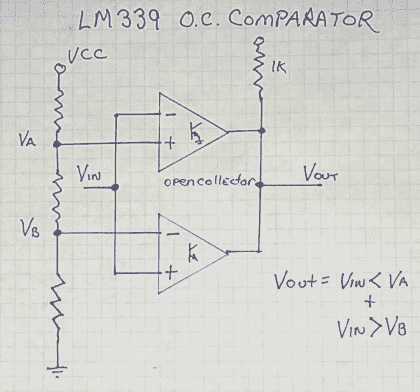 LM339 O.C. COMPARATOR
VCC
1K
-
VA
+
VIN
open collector
VOUT
VB
-
+
Vout = VIN < VA
+
VIN > VB